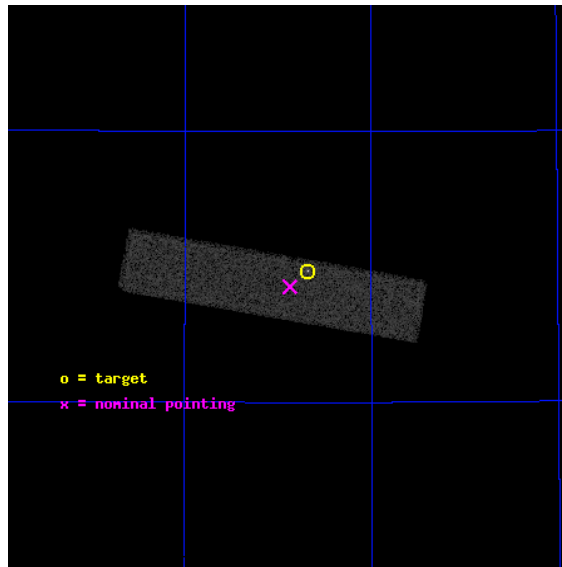 o = target
x = nominal pointing